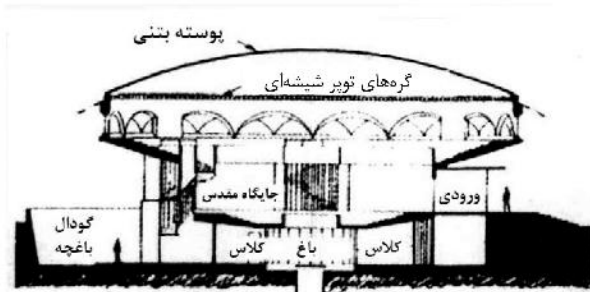 پوسته بتنی
گره‌های توپر شیشه‌ای
جایگاه مقدس
ورودی
گودال
باغچه
کلاس
باغ
کلاس